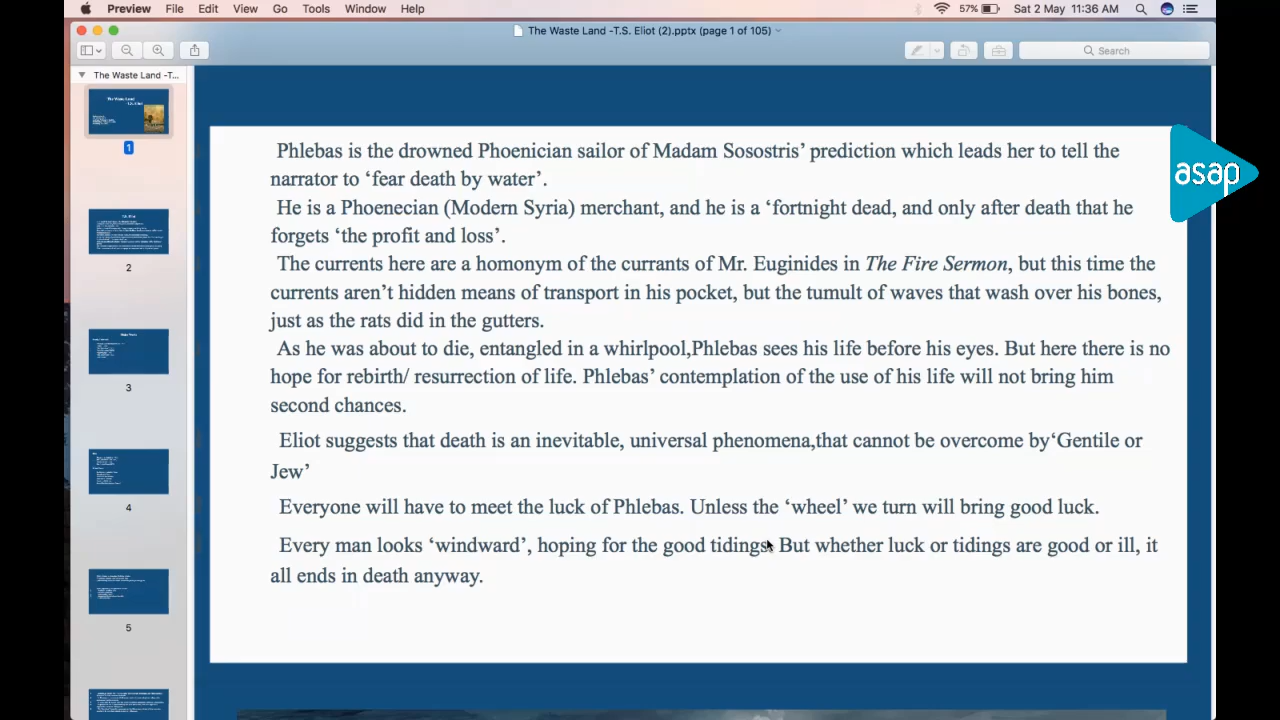 Preview File Edit View Go Tools Window Help 57% Sat 2 May 11:36 AM
The Waste Land -T.S. Eliot (2).pptx (page 1 of 105)
Search
The Waste Land -T...
1
2
3
4
5
asap
Phlebas is the drowned Phoenician sailor of Madam Sosostris’ prediction which leads her to tell the
narrator to ‘fear death by water’.
He is a Phoenecian (Modern Syria) merchant, and he is a ‘fortnight dead, and only after death that he
forgets ‘the profit and loss’.
The currents here are a homonym of the currants of Mr. Euginides in The Fire Sermon, but this time the
currents aren’t hidden means of transport in his pocket, but the tumult of waves that wash over his bones,
just as the rats did in the gutters.
As he was about to die, entangled in a whirlpool,Phlebas sees his life before his eyes. But here there is no
hope for rebirth/ resurrection of life. Phlebas’ contemplation of the use of his life will not bring him
second chances.
Eliot suggests that death is an inevitable, universal phenomena,that cannot be overcome by‘Gentile or
Jew’
Everyone will have to meet the luck of Phlebas. Unless the ‘wheel’ we turn will bring good luck.
Every man looks ‘windward’, hoping for the good tidings. But whether luck or tidings are good or ill, it
all ends in death anyway.